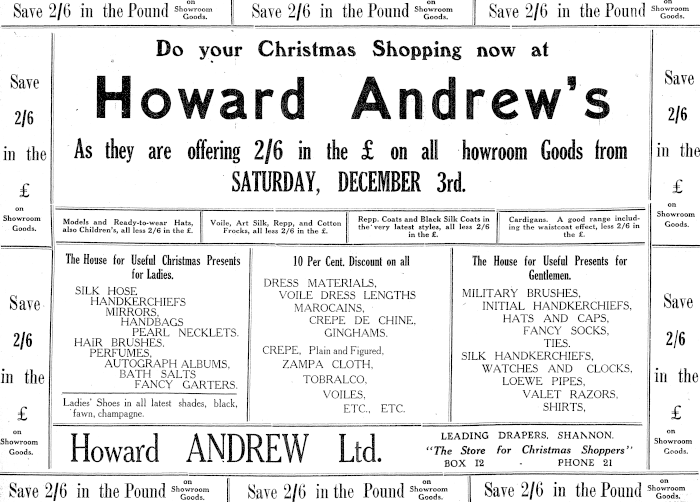 Save 2/6 in the Pound on Showroom Goods.
Save 2/6 in the Pound on Showroom Goods.
Save 2/6 in the Pound on Showroom Goods.
Save
2/6
in the
£
on
Showroom
Goods.
Save
2/6
in the
£
on
Showroom
Goods.
Do your Christmas Shopping now at
Howard Andrew's
As they are offering 2/6 in the £ on all howroom Goods from
SATURDAY, DECEMBER 3rd.
Models and Ready-to-wear Hats,
also Children's, all less 2/6 in the £.
Voile, Art Silk, Repp, and Cotton
Frocks, all less 2/6 in the £.
Repp. Coats and Black Silk Coats in
the very latest styles, all less 2/6
in the £.
Cardigans. A good range includ-
ing the waistcoat effect, less 2/6 in
the £.
The House for Useful Christmas Presents
for Ladies.
SILK HOSE
HANDKERCHIEFS
MIRRORS,
HANDBAGS
PEARL NECKLETS.
HAIR BRUSHES.
PERFUMES,
AUTOGRAPH ALBUMS,
BATH SALTS
FANCY GARTERS.
Ladies' Shoes in all latest shades, black,
fawn, champagne.
10 Per Cent. Discount on all
DRESS MATERIALS,
VOILE DRESS LENGTHS
MAROCAINS,
CREPE DE CHINE,
GINGHAMS.
CREPE, Plain and Figured,
ZAMPA CLOTH,
TOBRALCO,
VOILES,
ETC., ETC.
The House for Useful Presents for
Gentlemen.
MILITARY BRUSHES,
INITIAL HANDKERCHIEFS,
HATS AND CAPS,
FANCY SOCKS,
TIES.
SILK HANDKERCHIEFS,
WATCHES AND CLOCKS,
LOEWE PIPES,
VALET RAZORS,
SHIRTS,
Save
2/6
in the
£
on
Showroom
Goods.
Save
2/6
in the
£
on
Showroom
Goods.
Howard ANDREW Ltd.
LEADING DRAPERS, SHANNON.
"The Store for Christmas Shoppers"
BOX 12 . PHONE 21
Save 2/6 in the Pound on Showroom Goods.
Save 2/6 in the Pound on Showroom Goods.
Save 2/6 in the Pound on Showroom Goods.